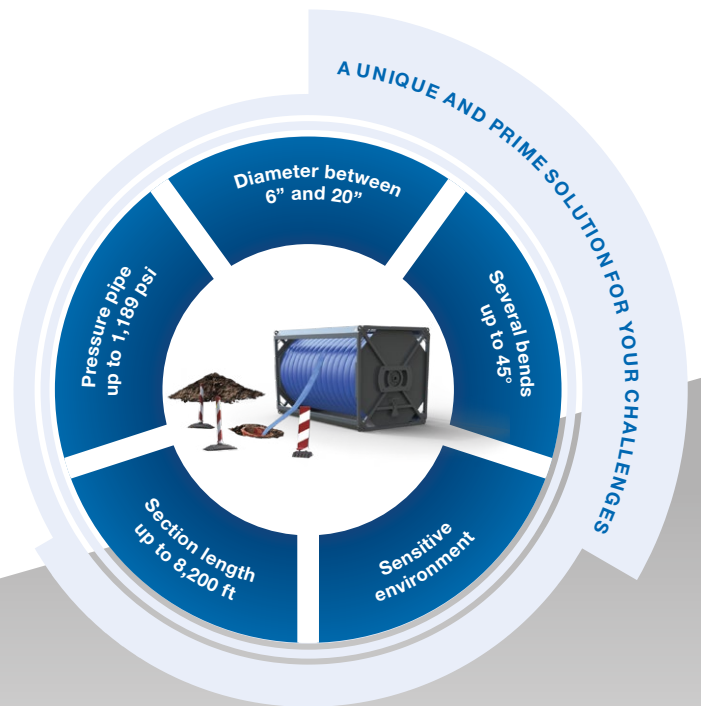 A UNIQUE AND PRIME SOLUTION FOR YOUR CHALLENGES
Diameter between
6” and 20”
Several bends
up to 45°
Sensitive
environment
Section length
up to 8,200 ft
Pressure pipe
up to 1,189 psi